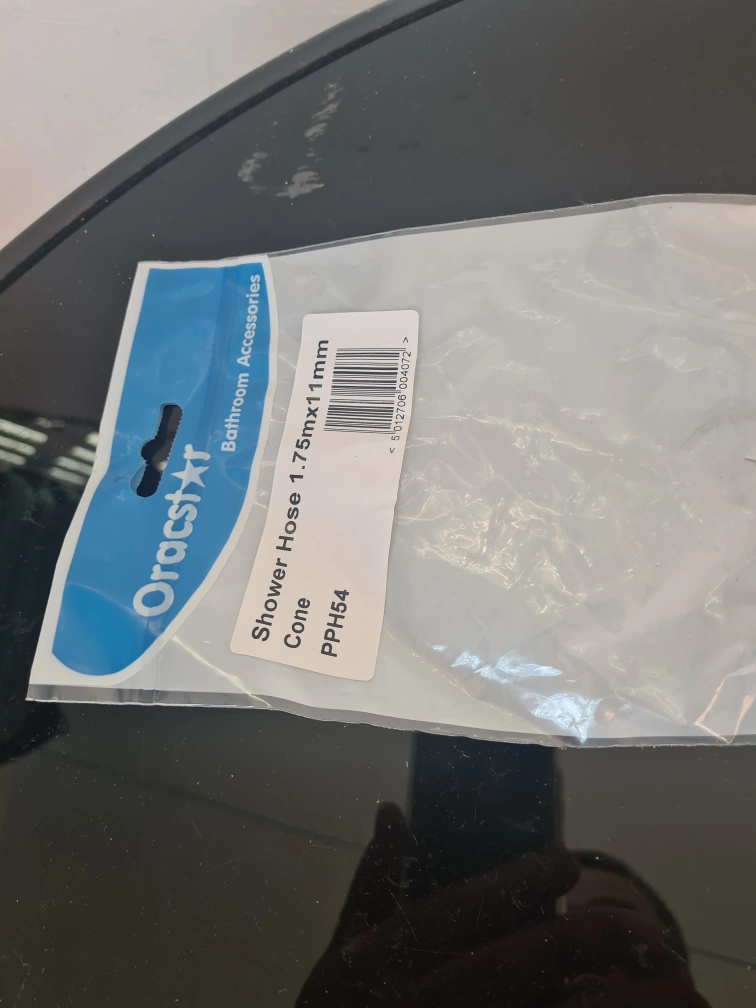 Oracstar
Bathroom Accessories
Shower Hose 1.75mx11mm
Cone
PPH54
< 5 012706 004072 >